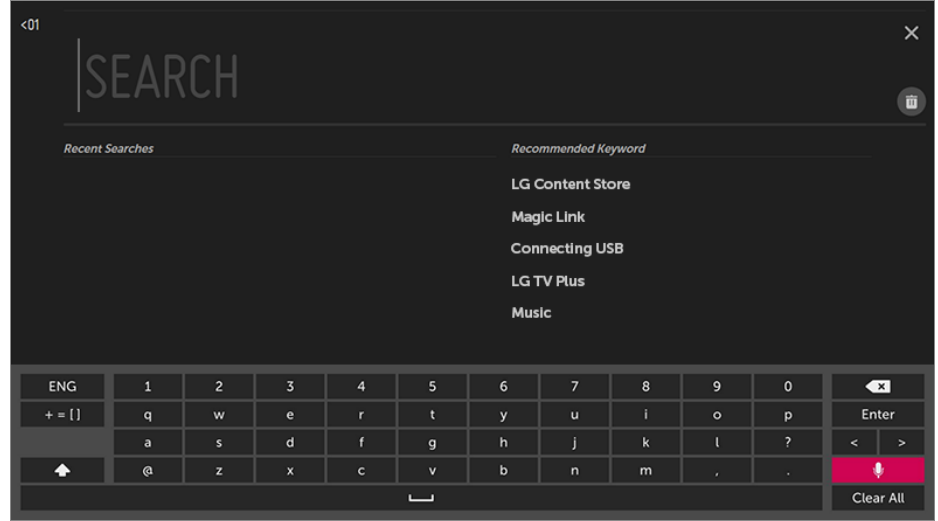 <01
SEARCH
Recent Searches
Recommended Keyword
LG Content Store
Magic Link
Connecting USB
LG TV Plus
Music
ENG 1 2 3 4 5 6 7 8 9 0
+ = [ ] q w e r t y u i o p Enter
a s d f g h j k l ? < >
@ z x c v b n m , .
Clear All